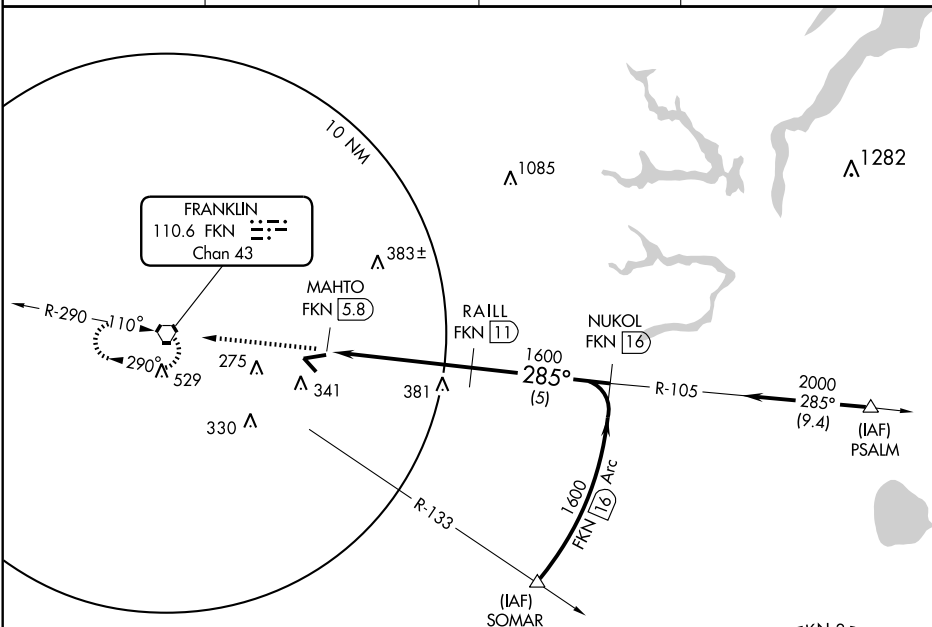 10 NM
1085
1282
FRANKLIN
110.6 FKN
Chan 43
383±
MAHTO
FKN 5.8
RAILL
FKN 11
NUKOL
FKN 16
R-290
110°
290°
529
275
341
381
330
1600
285°
(5)
R-105
2000
285°
(9.4)
(IAF)
PSALM
1600
FKN 16 Arc
R-133
(IAF)
SOMAR